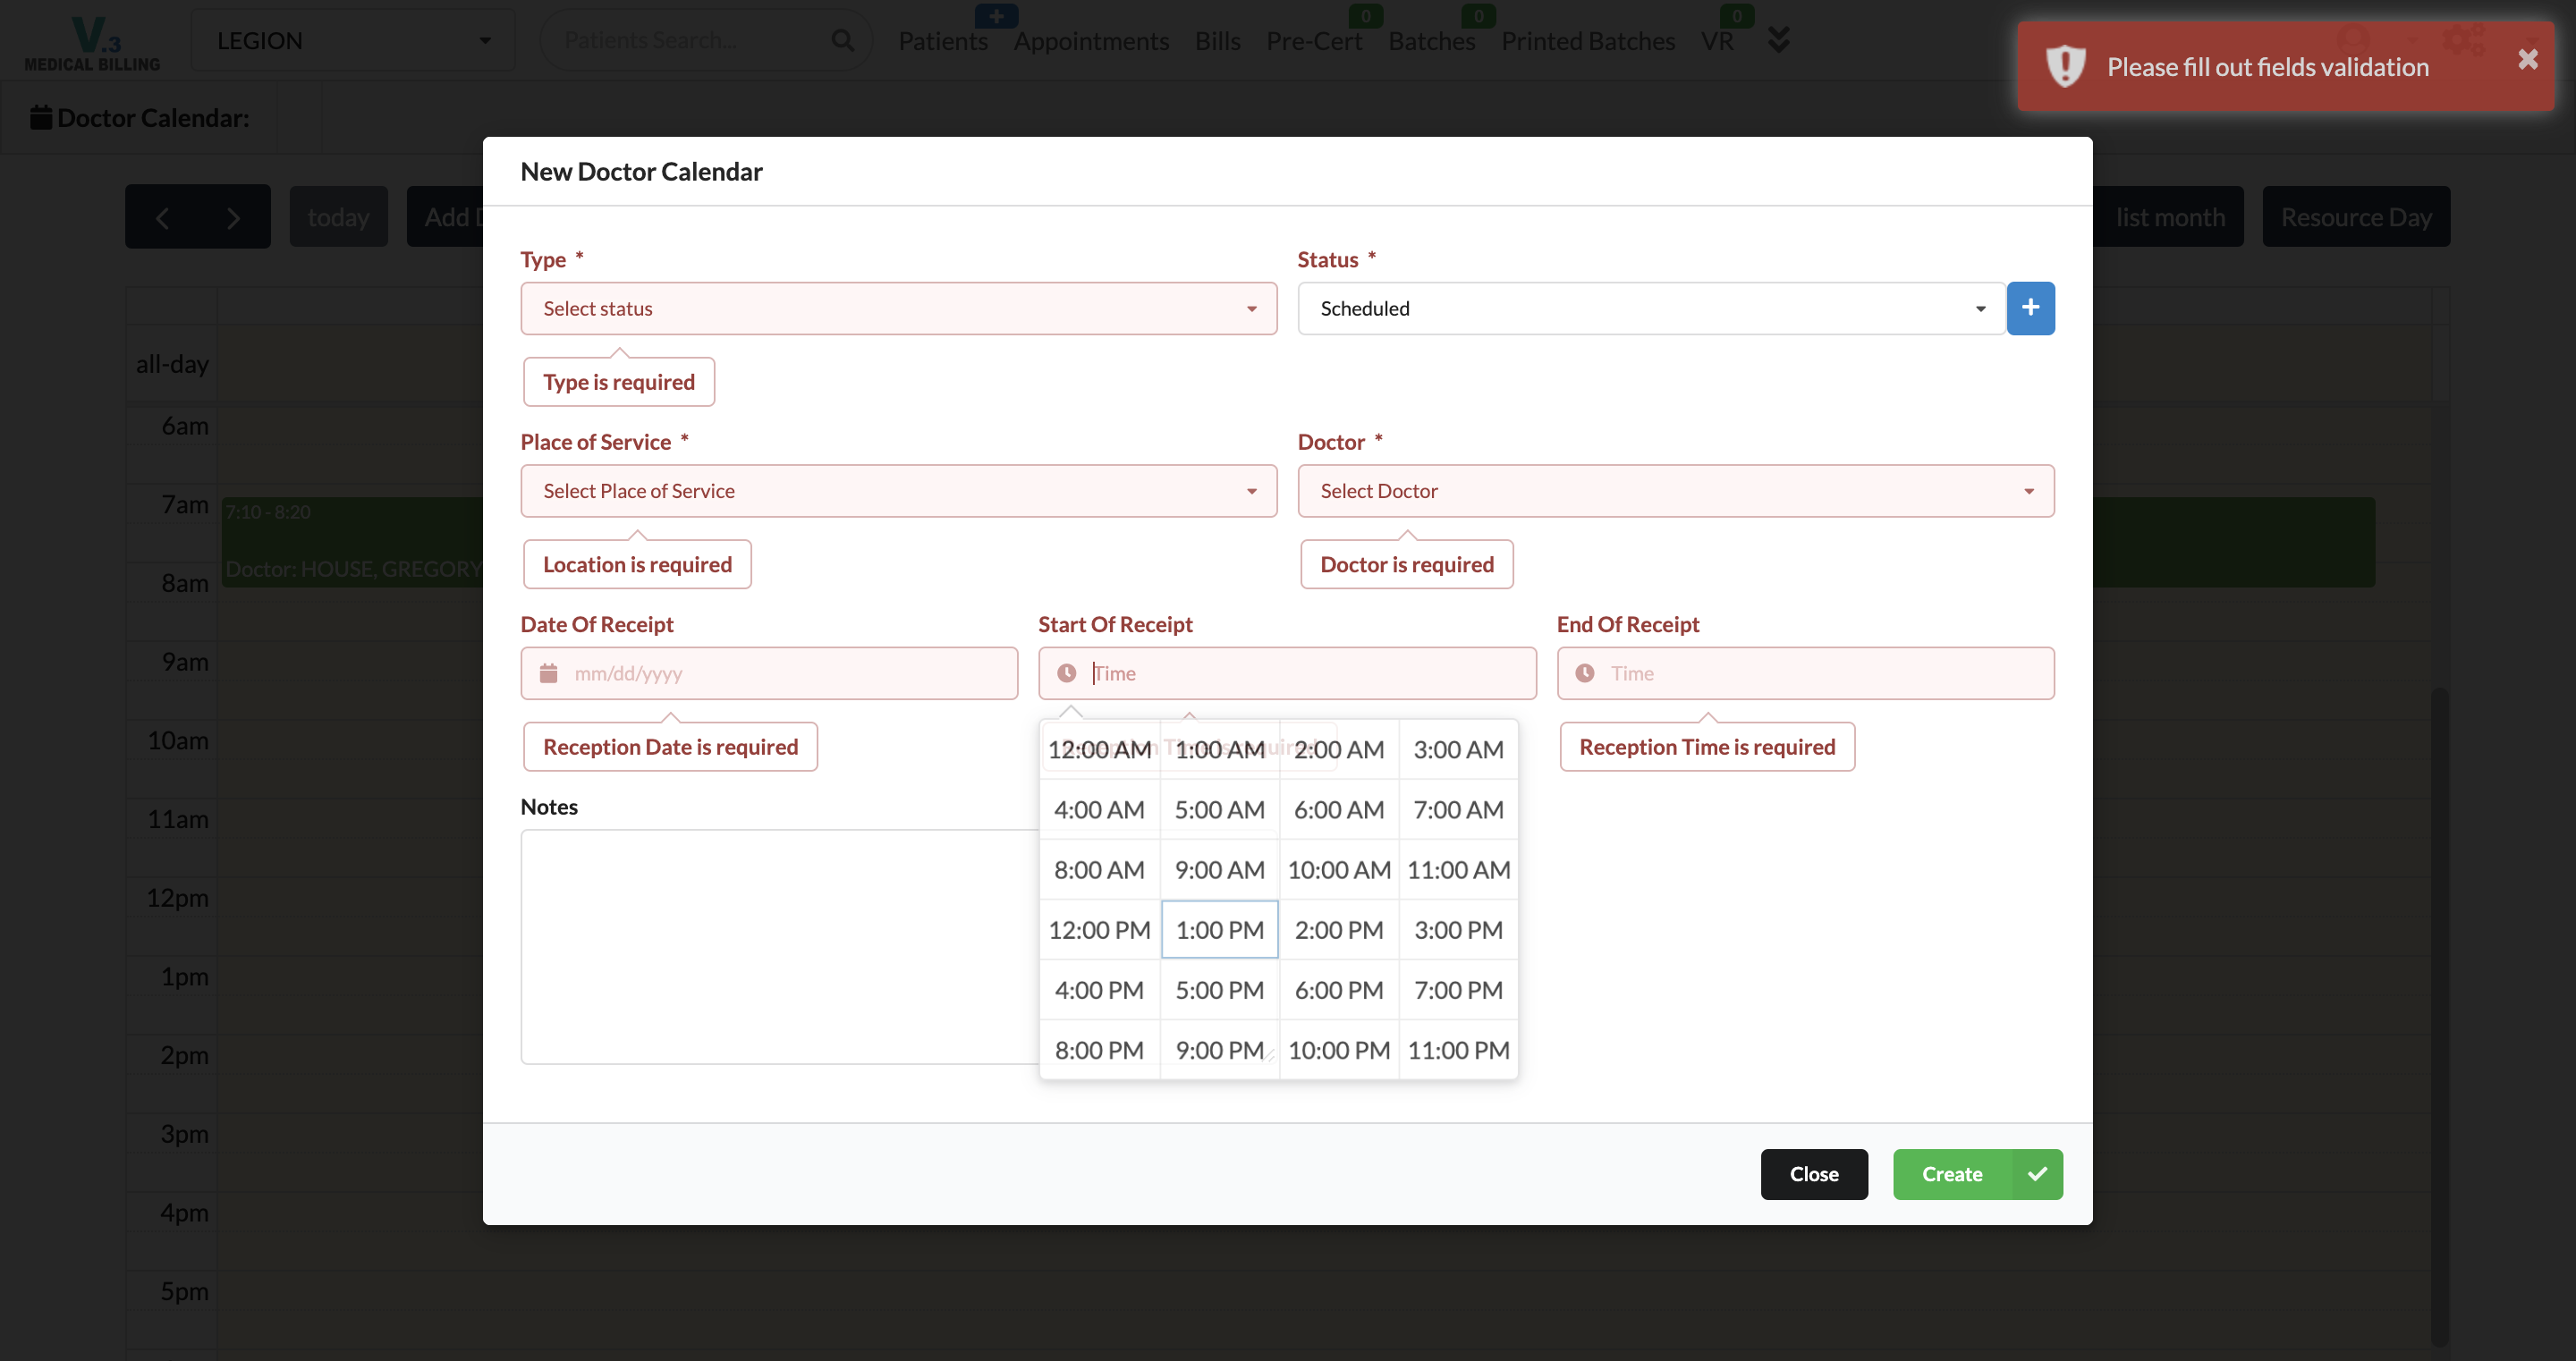 V.3
MEDICAL BILLING
LEGION
Patients Search...
Patients
Appointments
Bills
0
Pre-Cert
0
Batches
Printed Batches
0
VR
Please fill out fields validation
Doctor Calendar:
today
Add
list month
Resource Day
New Doctor Calendar
Type *
Status *
Select status
Scheduled
Type is required
Place of Service *
Doctor *
Select Place of Service
Select Doctor
Location is required
Doctor is required
Date Of Receipt
Start Of Receipt
End Of Receipt
mm/dd/yyyy
Time
Time
Reception Date is required
Reception Time is required
Reception Time is required
12:00 AM 1:00 AM 2:00 AM 3:00 AM
4:00 AM 5:00 AM 6:00 AM 7:00 AM
8:00 AM 9:00 AM 10:00 AM 11:00 AM
12:00 PM 1:00 PM 2:00 PM 3:00 PM
4:00 PM 5:00 PM 6:00 PM 7:00 PM
8:00 PM 9:00 PM 10:00 PM 11:00 PM
Notes
Close
Create
all-day
6am
7am
7:10 - 8:20
Doctor: HOUSE, GREGORY
8am
9am
10am
11am
12pm
1pm
2pm
3pm
4pm
5pm